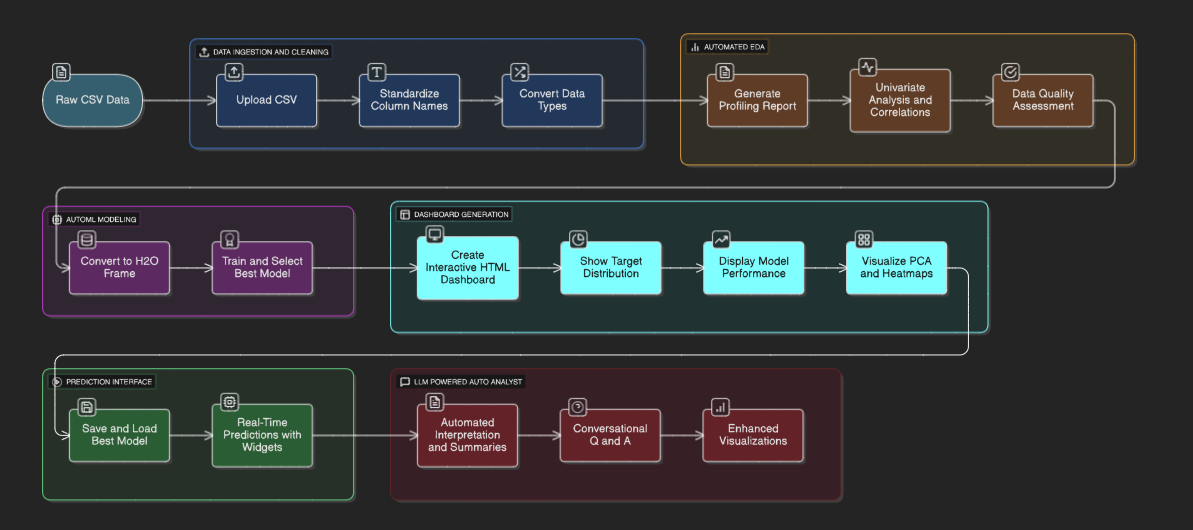 DATA INGESTION AND CLEANING
AUTOMATED EDA
Raw CSV Data
Upload CSV
Standardize
Column Names
Convert Data
Types
Generate
Profiling Report
Univariate
Analysis and
Correlations
Data Quality
Assessment
AUTOML MODELING
DASHBOARD GENERATION
Convert to H2O
Frame
Train and Select
Best Model
Create
Interactive HTML
Dashboard
Show Target
Distribution
Display Model
Performance
Visualize PCA
and Heatmaps
PREDICTION INTERFACE
LLM POWERED AUTO ANALYST
Save and Load
Best Model
Real-Time
Predictions with
Widgets
Automated
Interpretation
and Summaries
Conversational
Q and A
Enhanced
Visualizations